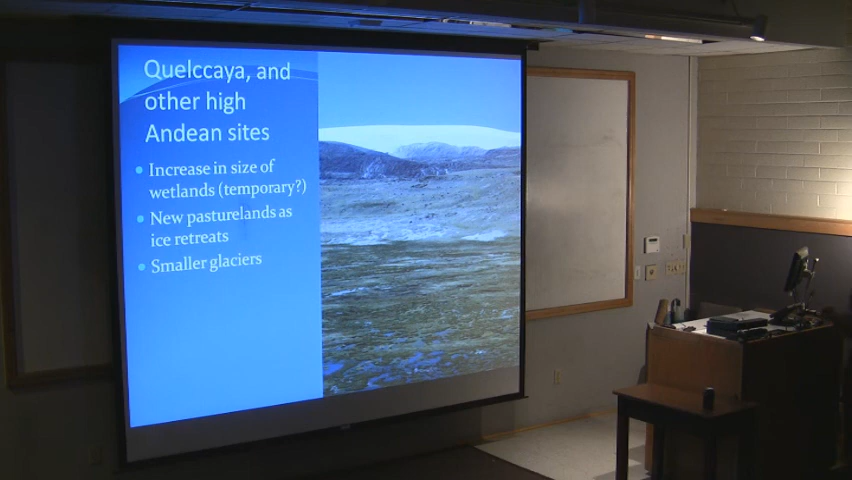 Quelccaya, and
other high
Andean sites
• Increase in size of
wetlands (temporary?)
• New pasturelands as
ice retreats
• Smaller glaciers